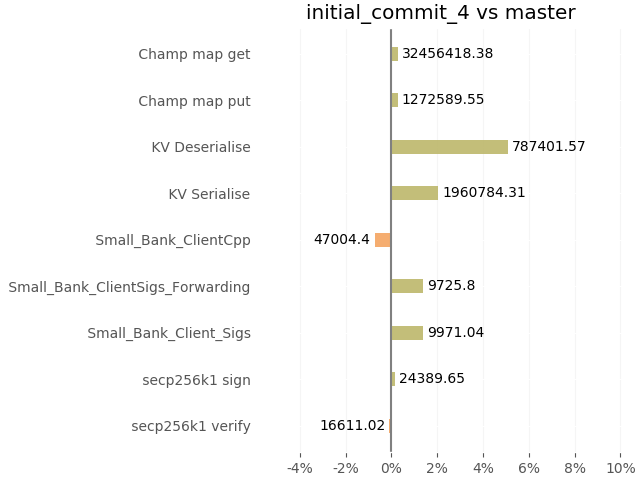 initial_commit_4 vs master
Champ map get 32456418.38
Champ map put 1272589.55
KV Deserialise 787401.57
KV Serialise 1960784.31
Small_Bank_ClientCpp 47004.4
Small_Bank_ClientSigs_Forwarding 9725.8
Small_Bank_Client_Sigs 9971.04
secp256k1 sign 24389.65
secp256k1 verify 16611.02
-4% -2% 0% 2% 4% 6% 8% 10%